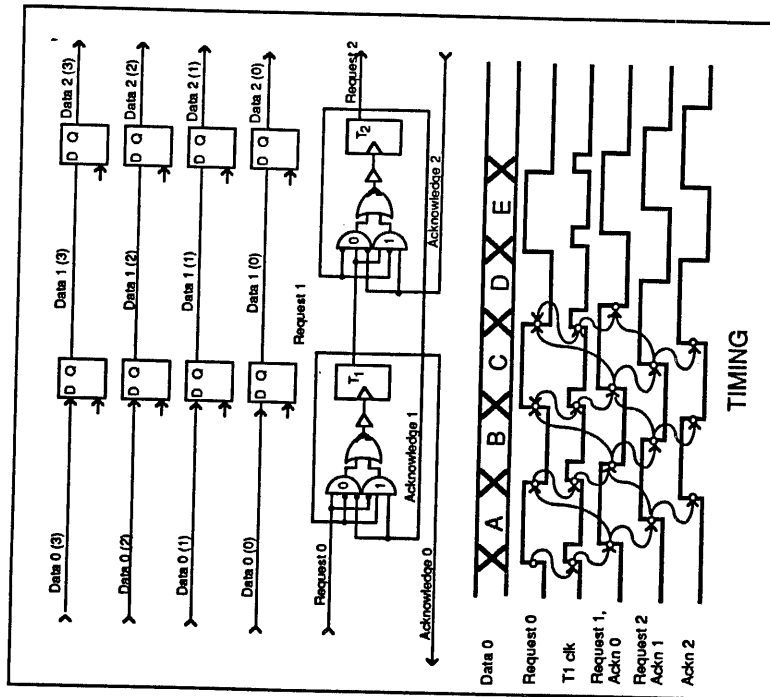 Data 0 (3)
Data 1 (3)
Data 2 (3)
D Q
D Q
Data 0 (2)
Data 1 (2)
Data 2 (2)
D Q
D Q
Data 0 (1)
Data 1 (1)
Data 2 (1)
D Q
D Q
Data 0 (0)
Data 1 (0)
Data 2 (0)
D Q
D Q
Request 0
Request 1
Request 2
0
1
T1
0
1
T2
Acknowledge 1
Acknowledge 2
Acknowledge 0
Data 0
A
B
C
D
E
Request 0
T1 clk
Request 1,
Ackn 0
Request 2
Ackn 1
Ackn 2
TIMING